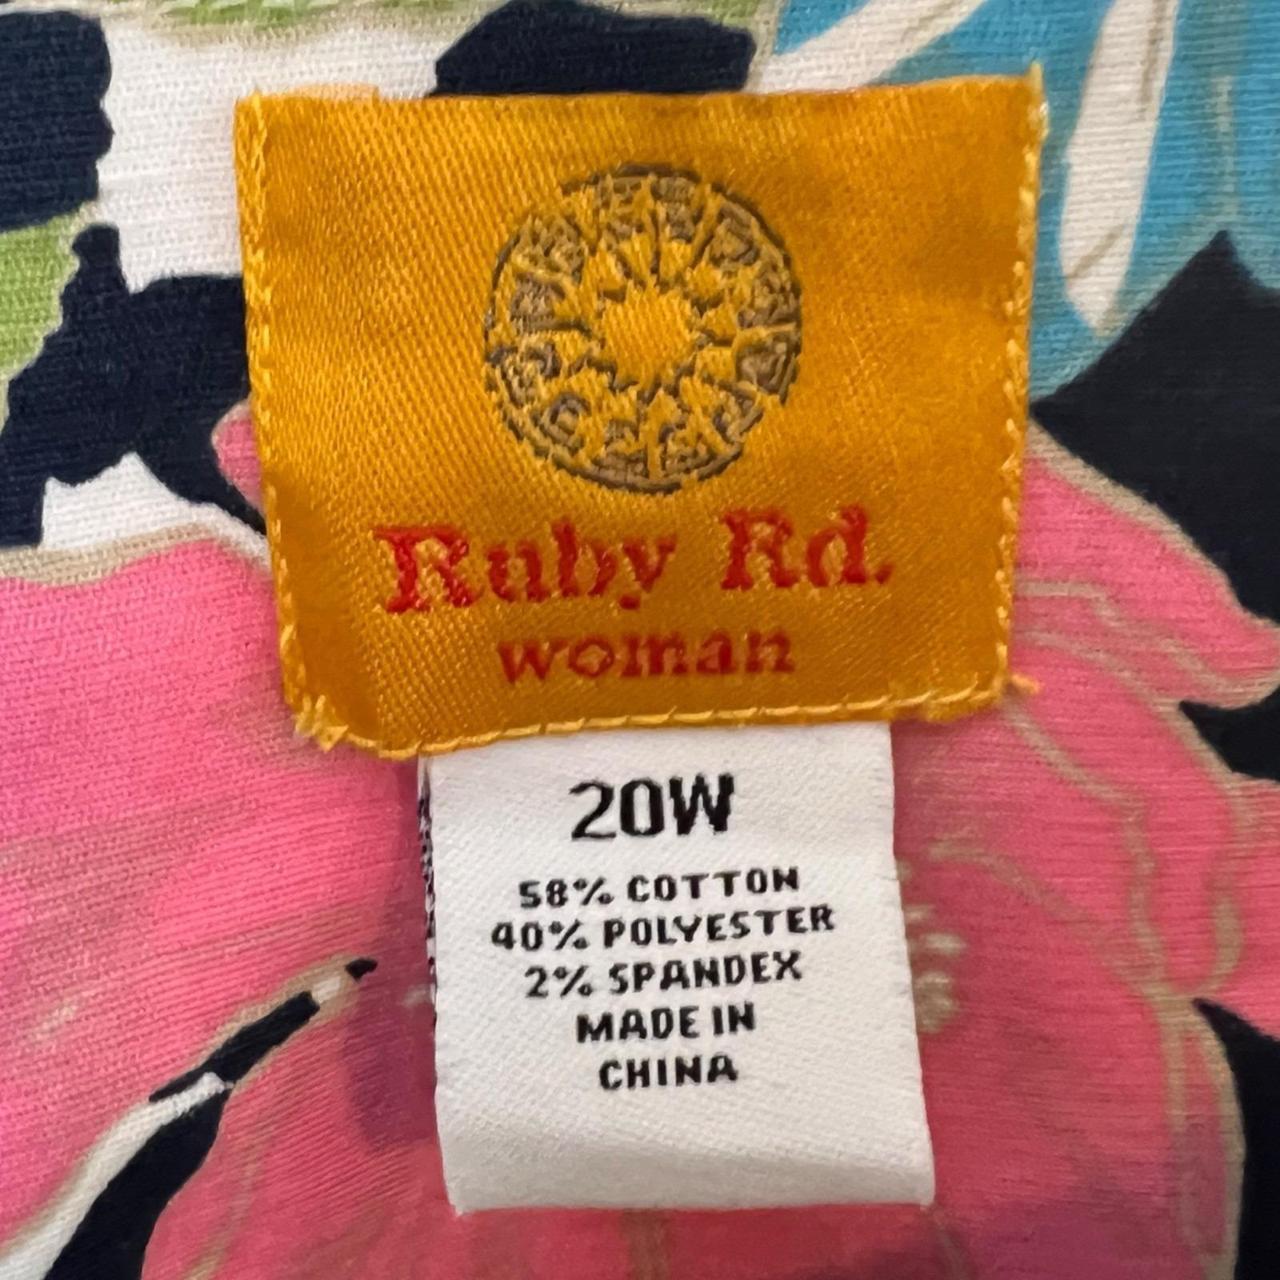 Ruby Rd.
woman
20W
58% COTTON
40% POLYESTER
2% SPANDEX
MADE IN
CHINA